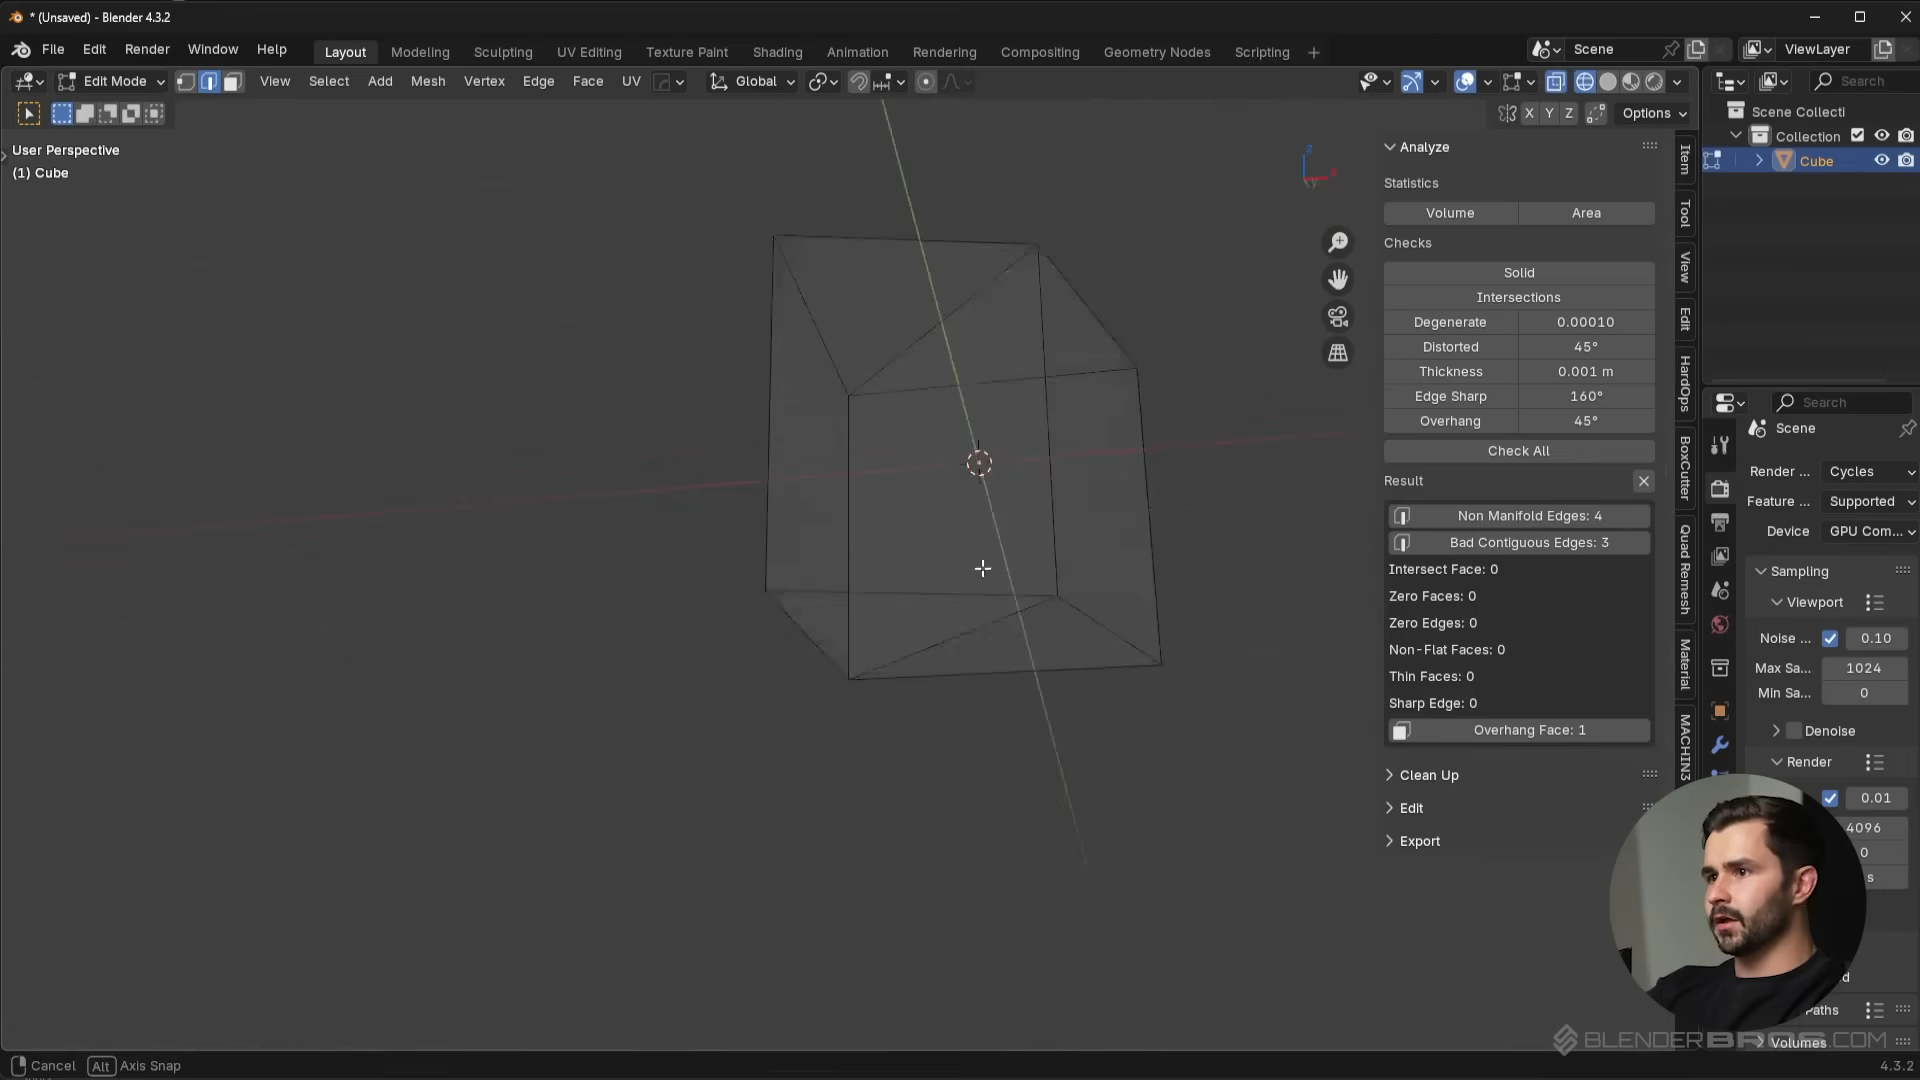 * (Unsaved) - Blender 4.3.2
File Edit Render Window Help
Layout Modeling Sculpting UV Editing Texture Paint Shading Animation Rendering Compositing Geometry Nodes Scripting +
Scene ViewLayer
Edit Mode View Select Add Mesh Vertex Edge Face UV Global
Search
X Y Z Options
Scene Collecti
Collection
Cube
User Perspective
(1) Cube
Z
Analyze
Statistics
Volume Area
Checks
Solid
Intersections
Degenerate 0.00010
Distorted 45°
Thickness 0.001 m
Edge Sharp 160°
Overhang 45°
Check All
Result
Non Manifold Edges: 4
Bad Contiguous Edges: 3
Intersect Face: 0
Zero Faces: 0
Zero Edges: 0
Non-Flat Faces: 0
Thin Faces: 0
Sharp Edge: 0
Overhang Face: 1
Clean Up
Edit
Export
Item
Tool
View
Edit
HardOps
BoxCutter
Quad Remesh
Material
MACHIN3
Search
Scene
Render ... Cycles
Feature ... Supported
Device GPU Com...
Sampling
Viewport
Noise ... 0.10
Max Sa... 1024
Min Sa... 0
Denoise
Render
0.01
4096
0
s
d
Paths
Volumes
BLENDERBROS.COM
Cancel Alt Axis Snap
4.3.2